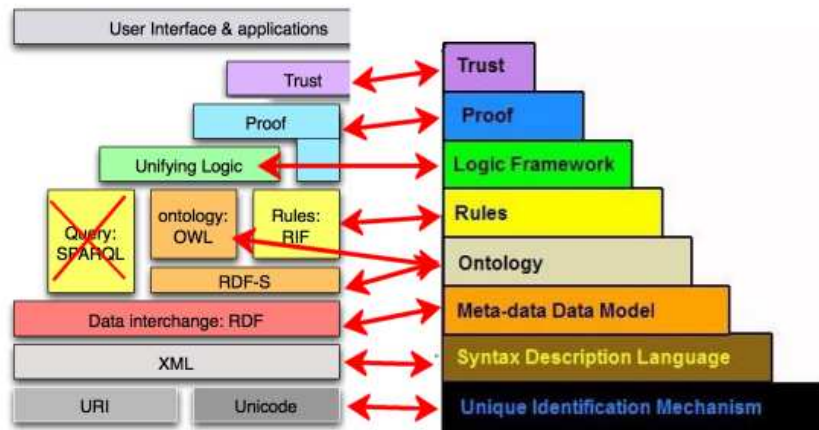 User Interface & applications
Trust
Proof
Unifying Logic
Query:
SPARQL
ontology:
OWL
Rules:
RIF
RDF-S
Data interchange: RDF
XML
URI
Unicode
Trust
Proof
Logic Framework
Rules
Ontology
Meta-data Data Model
Syntax Description Language
Unique Identification Mechanism